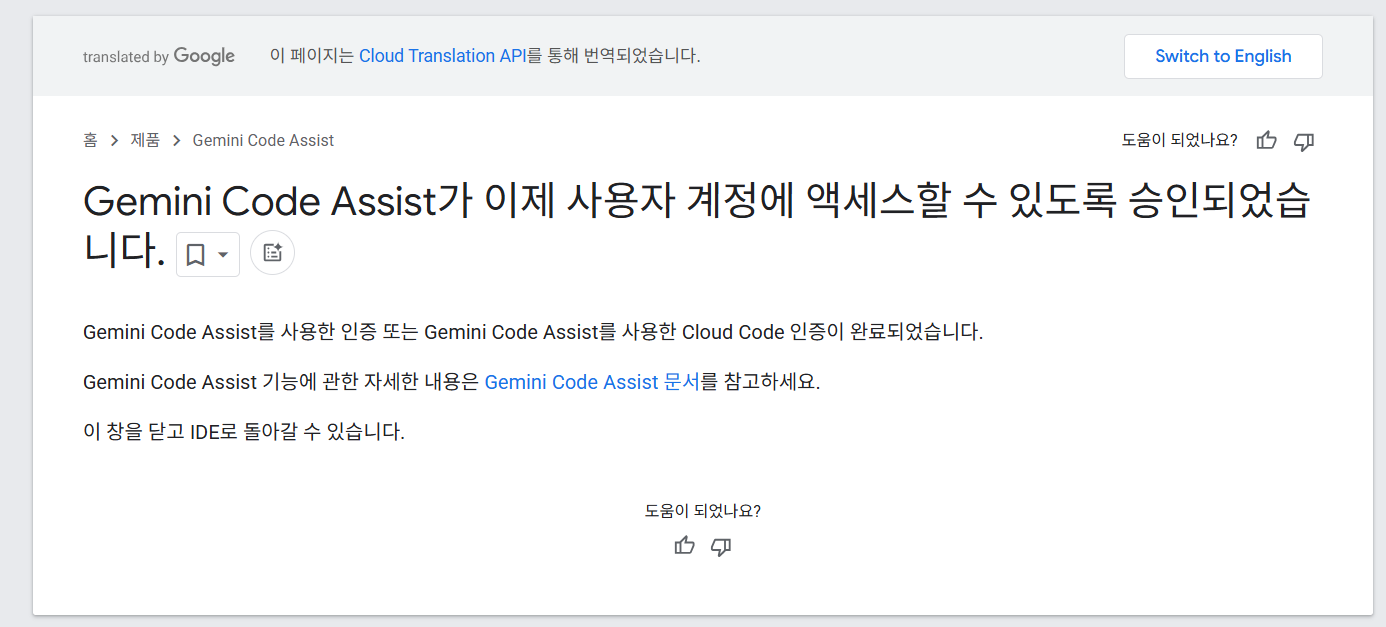 translated by Google 이 페이지는 Cloud Translation API를 통해 번역되었습니다. Switch to English
홈 > 제품 > Gemini Code Assist 도움이 되었나요?
Gemini Code Assist가 이제 사용자 계정에 액세스할 수 있도록 승인되었습
니다.
Gemini Code Assist를 사용한 인증 또는 Gemini Code Assist를 사용한 Cloud Code 인증이 완료되었습니다.
Gemini Code Assist 기능에 관한 자세한 내용은 Gemini Code Assist 문서를 참고하세요.
이 창을 닫고 IDE로 돌아갈 수 있습니다.
도움이 되었나요?